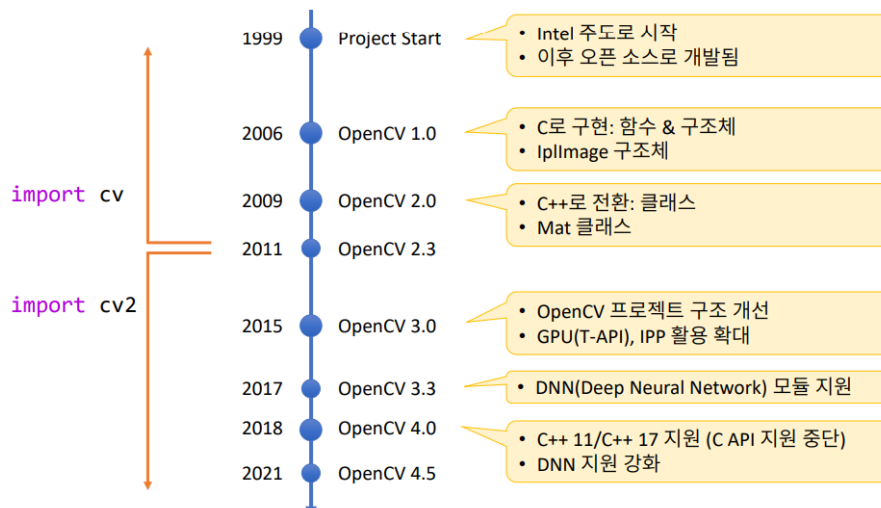 1999 Project Start
• Intel 주도로 시작
• 이후 오픈 소스로 개발됨
2006 OpenCV 1.0
• C로 구현: 함수 & 구조체
• IplImage 구조체
import cv
2009 OpenCV 2.0
• C++로 전환: 클래스
• Mat 클래스
2011 OpenCV 2.3
import cv2
2015 OpenCV 3.0
• OpenCV 프로젝트 구조 개선
• GPU(T-API), IPP 활용 확대
2017 OpenCV 3.3
• DNN(Deep Neural Network) 모듈 지원
2018 OpenCV 4.0
• C++ 11/C++ 17 지원 (C API 지원 중단)
• DNN 지원 강화
2021 OpenCV 4.5